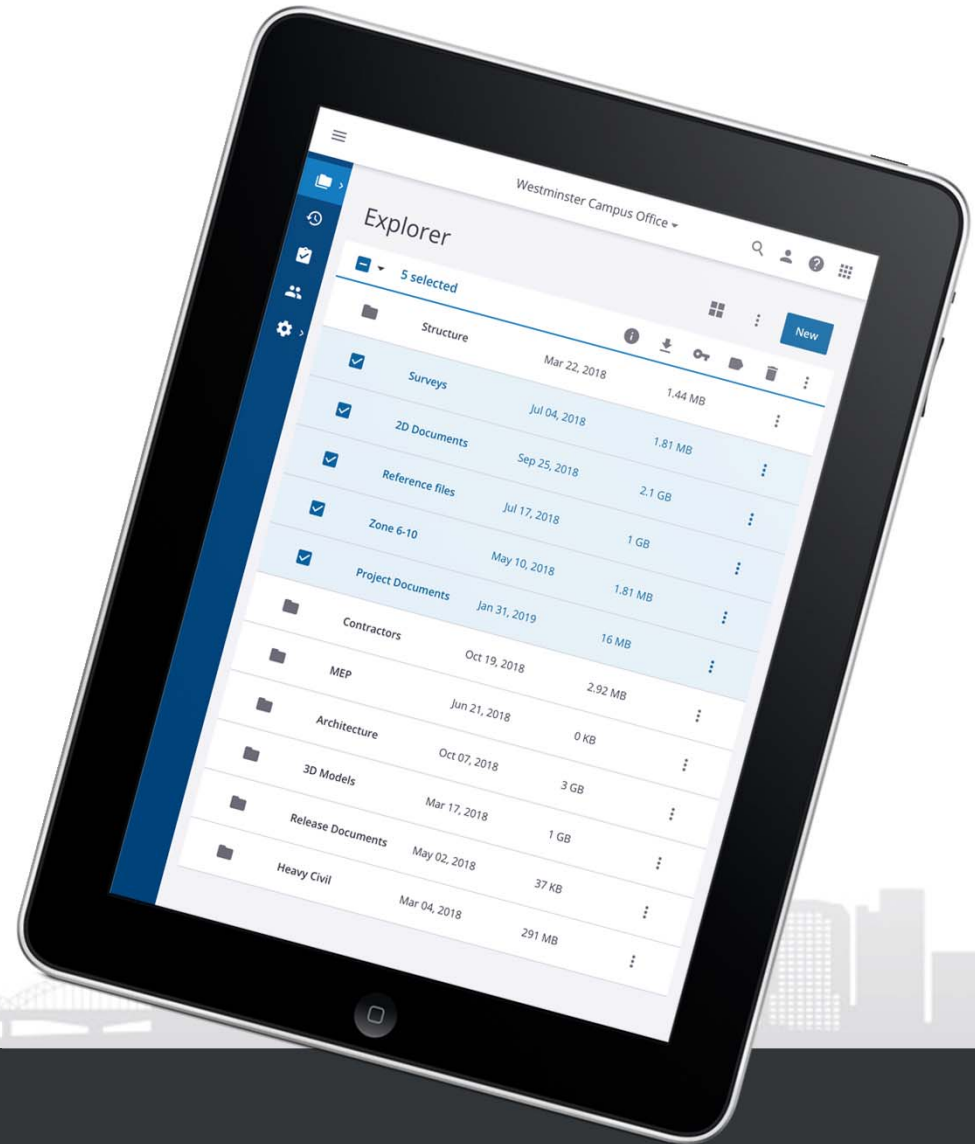 Westminster Campus Office
Explorer
New
5 selected
Structure Mar 22, 2018 1.44 MB
Surveys Jul 04, 2018 1.81 MB
2D Documents Sep 25, 2018 2.1 GB
Reference files Jul 17, 2018 1 GB
Zone 6-10 May 10, 2018 1.81 MB
Project Documents Jan 31, 2019 16 MB
Contractors Oct 19, 2018 2.92 MB
MEP Jun 21, 2018 0 KB
Architecture Oct 07, 2018 3 GB
3D Models Mar 17, 2018 1 GB
Release Documents May 02, 2018 37 KB
Heavy Civil Mar 04, 2018 291 MB